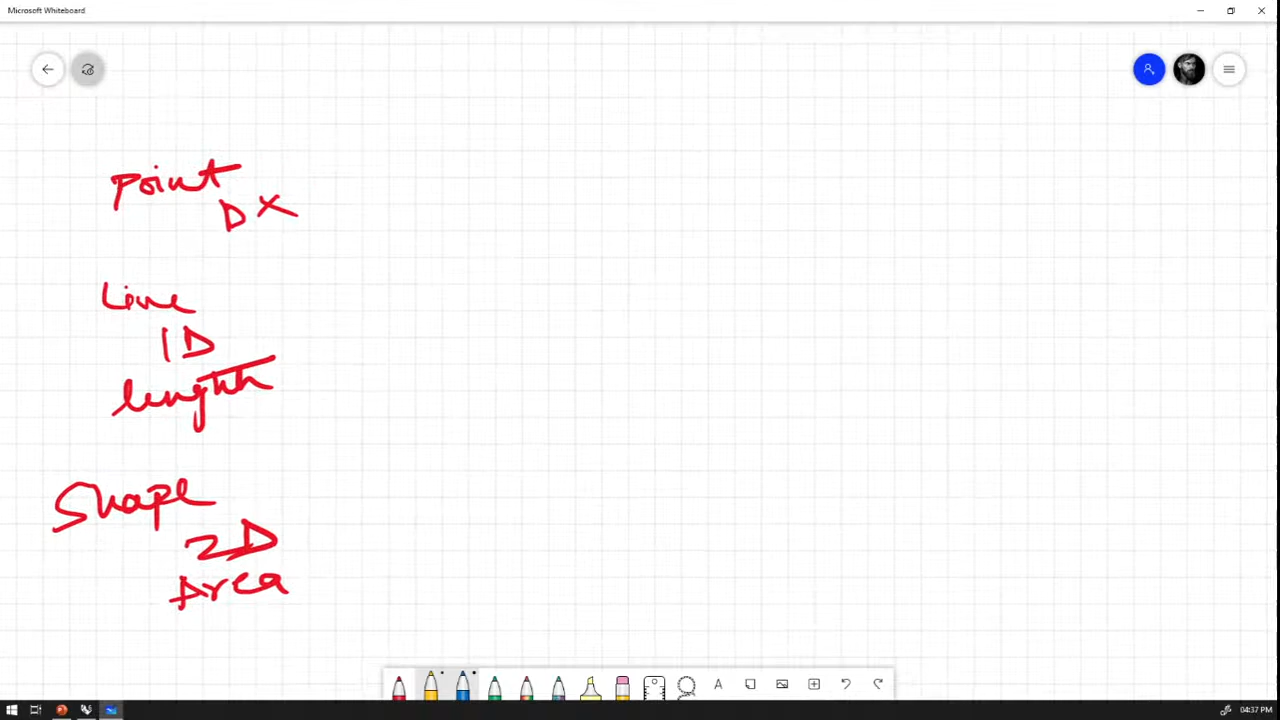 Microsoft Whiteboard
Point
D X
Line
1D
length
Shape
2D
Area
A
04:37 PM